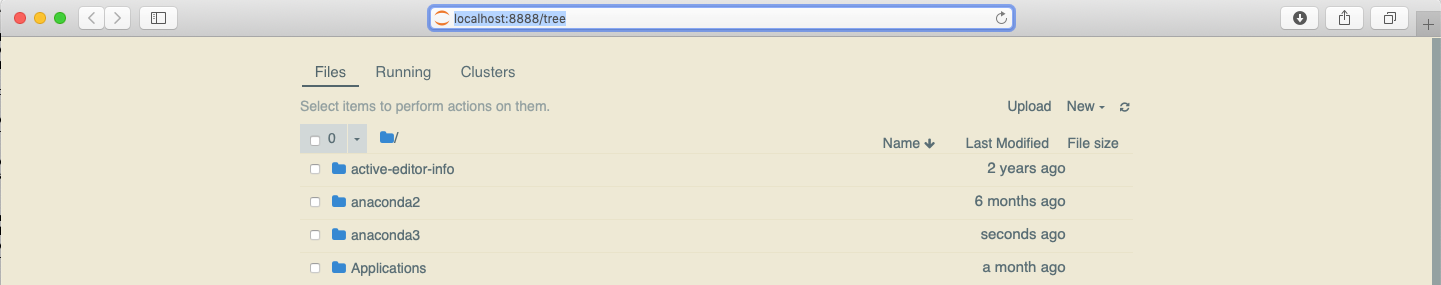 localhost:8888/tree
Files Running Clusters
Select items to perform actions on them. Upload New
0 / Name Last Modified File size
active-editor-info 2 years ago
anaconda2 6 months ago
anaconda3 seconds ago
Applications a month ago